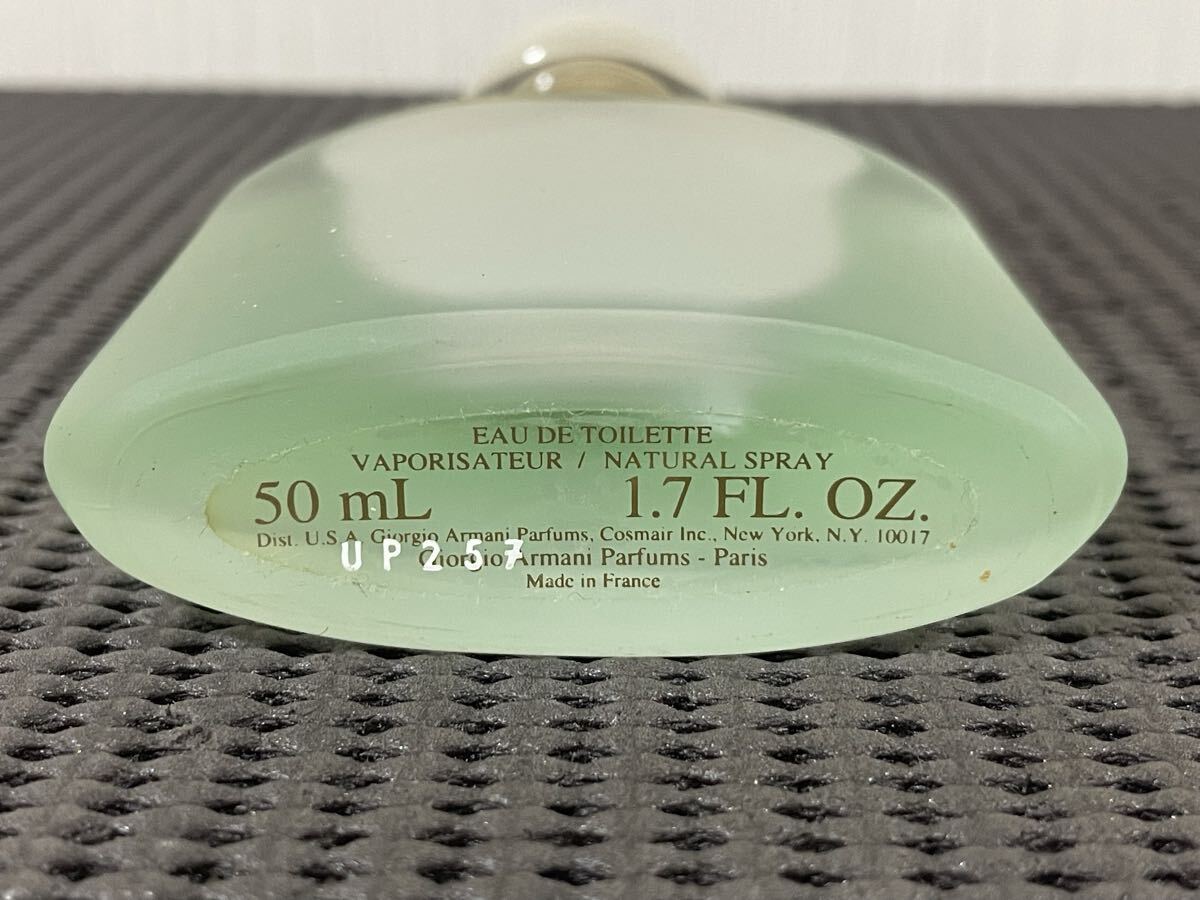 EAU DE TOILETTE
VAPORISATEUR / NATURAL SPRAY
50 mL 1.7 FL. OZ.
Dist. U.S.A. Giorgio Armani Parfums, Cosmair Inc., New York, N.Y. 10017
UP257
Giorgio Armani Parfums - Paris
Made in France